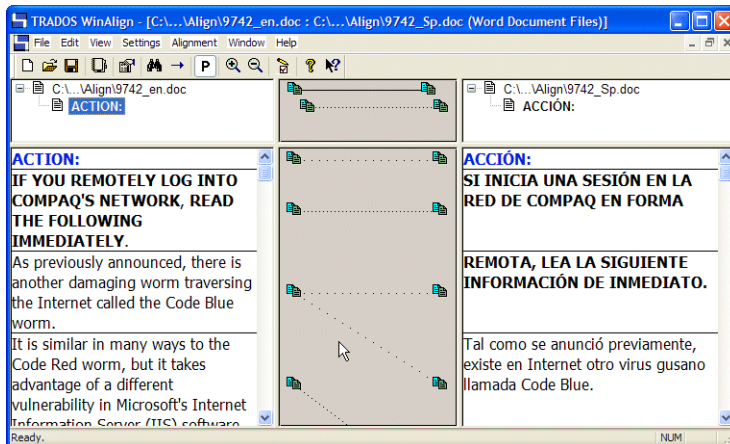 TRADOS WinAlign - [C:\...\Align\9742_en.doc : C:\...\Align\9742_Sp.doc (Word Document Files)]
File Edit View Settings Alignment Window Help
P
C:\...\Align\9742_en.doc
ACTION:
C:\...\Align\9742_Sp.doc
ACCIÓN:
ACTION:
IF YOU REMOTELY LOG INTO
COMPAQ'S NETWORK, READ
THE FOLLOWING
IMMEDIATELY.
As previously announced, there is
another damaging worm traversing
the Internet called the Code Blue
worm.
It is similar in many ways to the
Code Red worm, but it takes
advantage of a different
vulnerability in Microsoft's Internet
Information Server (IIS) software
ACCIÓN:
SI INICIA UNA SESIÓN EN LA
RED DE COMPAQ EN FORMA
REMOTA, LEA LA SIGUIENTE
INFORMACIÓN DE INMEDIATO.
Tal como se anunció previamente,
existe en Internet otro virus gusano
llamada Code Blue.
Ready.
NUM